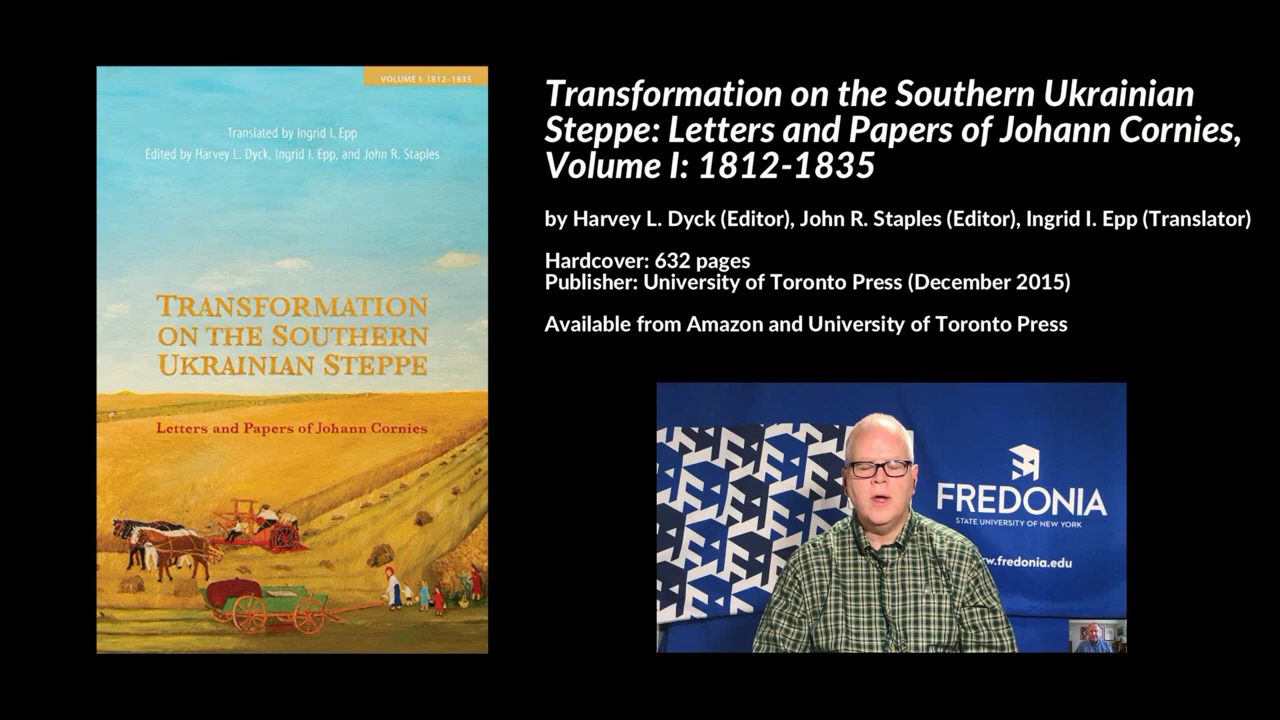 VOLUME I: 1812–1835
Translated by Ingrid I. Epp
Edited by Harvey L. Dyck, Ingrid I. Epp, and John R. Staples
TRANSFORMATION
ON THE SOUTHERN
UKRAINIAN STEPPE
Letters and Papers of Johann Cornies
Transformation on the Southern Ukrainian
Steppe: Letters and Papers of Johann Cornies,
Volume I: 1812-1835
by Harvey L. Dyck (Editor), John R. Staples (Editor), Ingrid I. Epp (Translator)
Hardcover: 632 pages
Publisher: University of Toronto Press (December 2015)
Available from Amazon and University of Toronto Press
FREDONIA
STATE UNIVERSITY OF NEW YORK
w.fredonia.edu